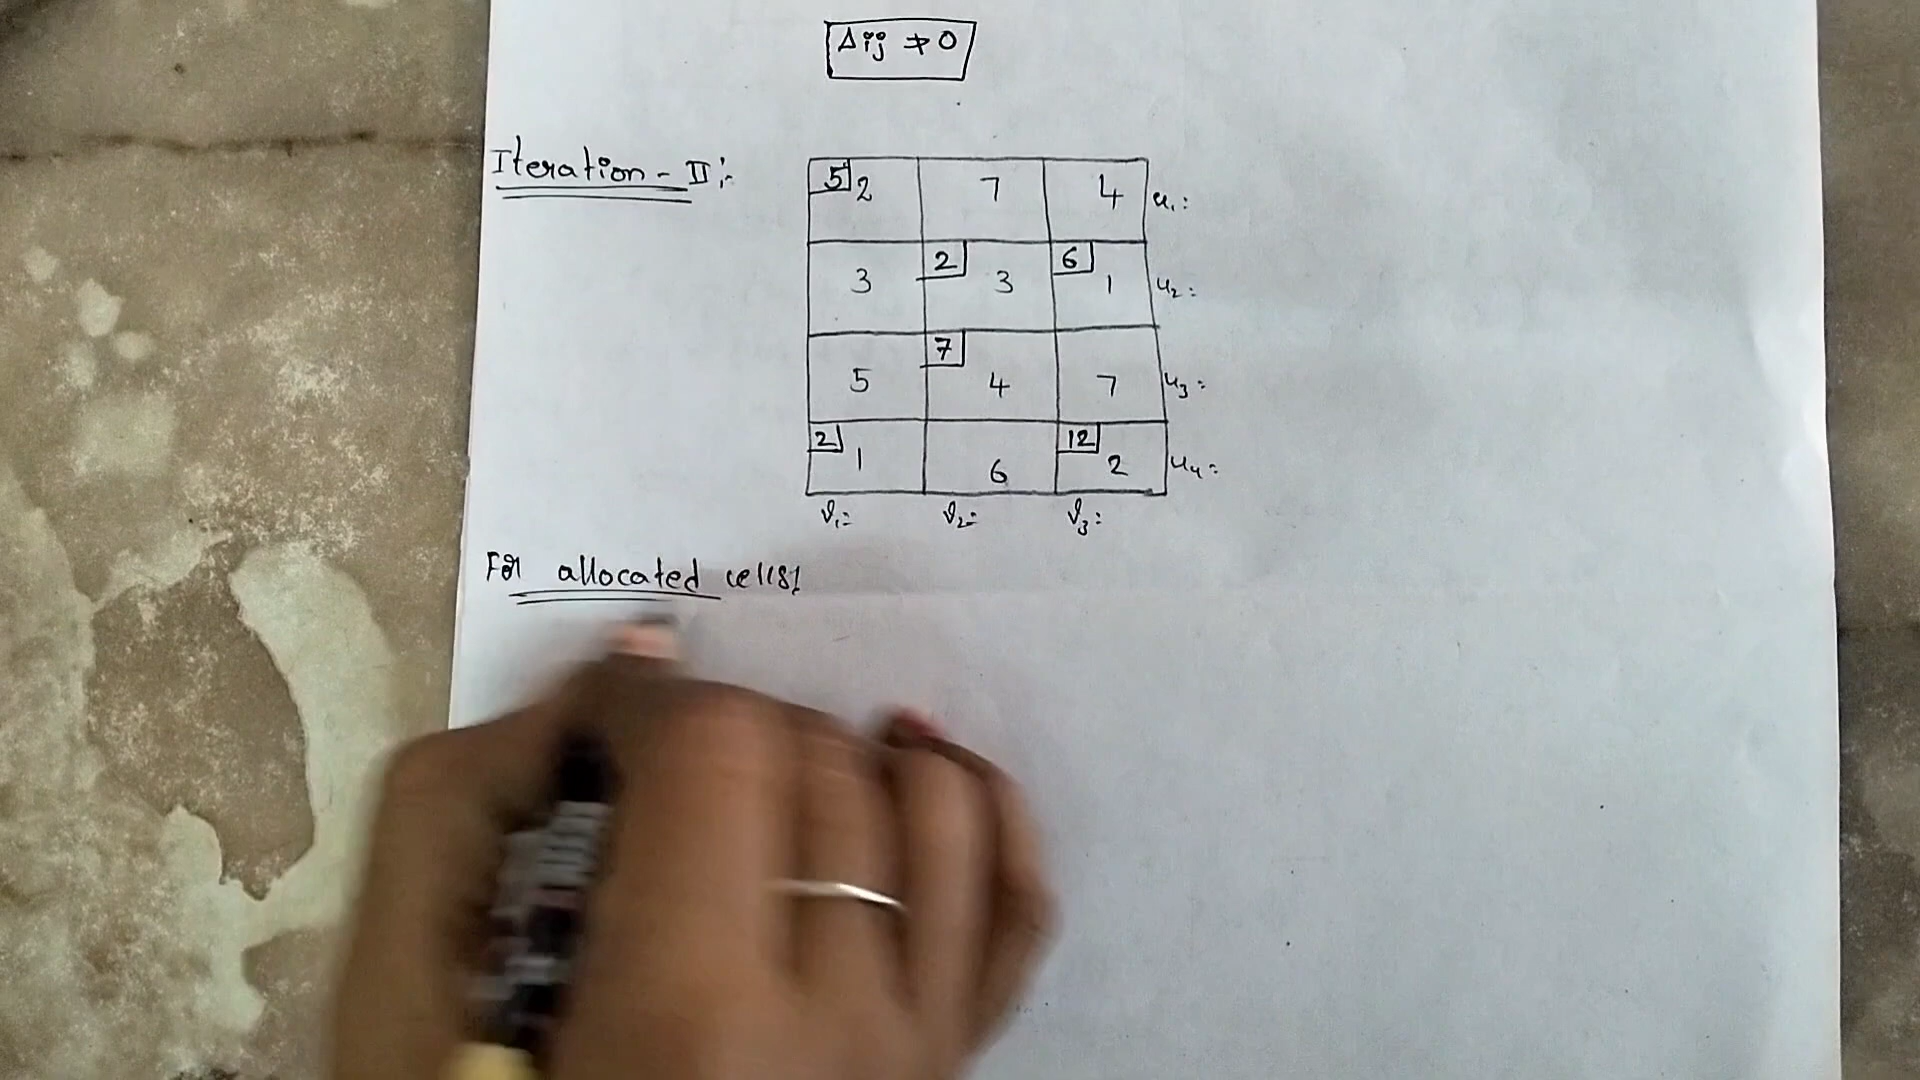 Δij ≯ 0
Iteration - II :-
5 2 7 4 u₁ =
3 2 3 6 1 u₂ =
5 7 4 7 u₃ =
2 1 6 12 2 u₄ =
v₁ = v₂ = v₃ =
For allocated cells: